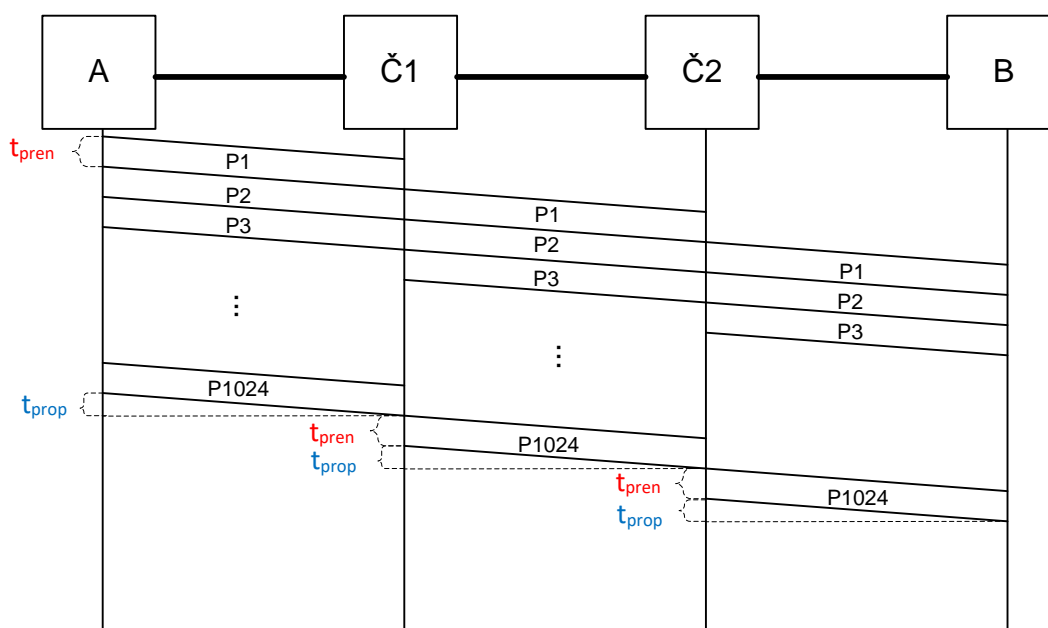 A
Č1
Č2
B
tpren
P1
P2
P1
P3
P2
P1
P3
P2
⋮
P3
⋮
P1024
tprop
tpren
P1024
tprop
tpren
P1024
tprop